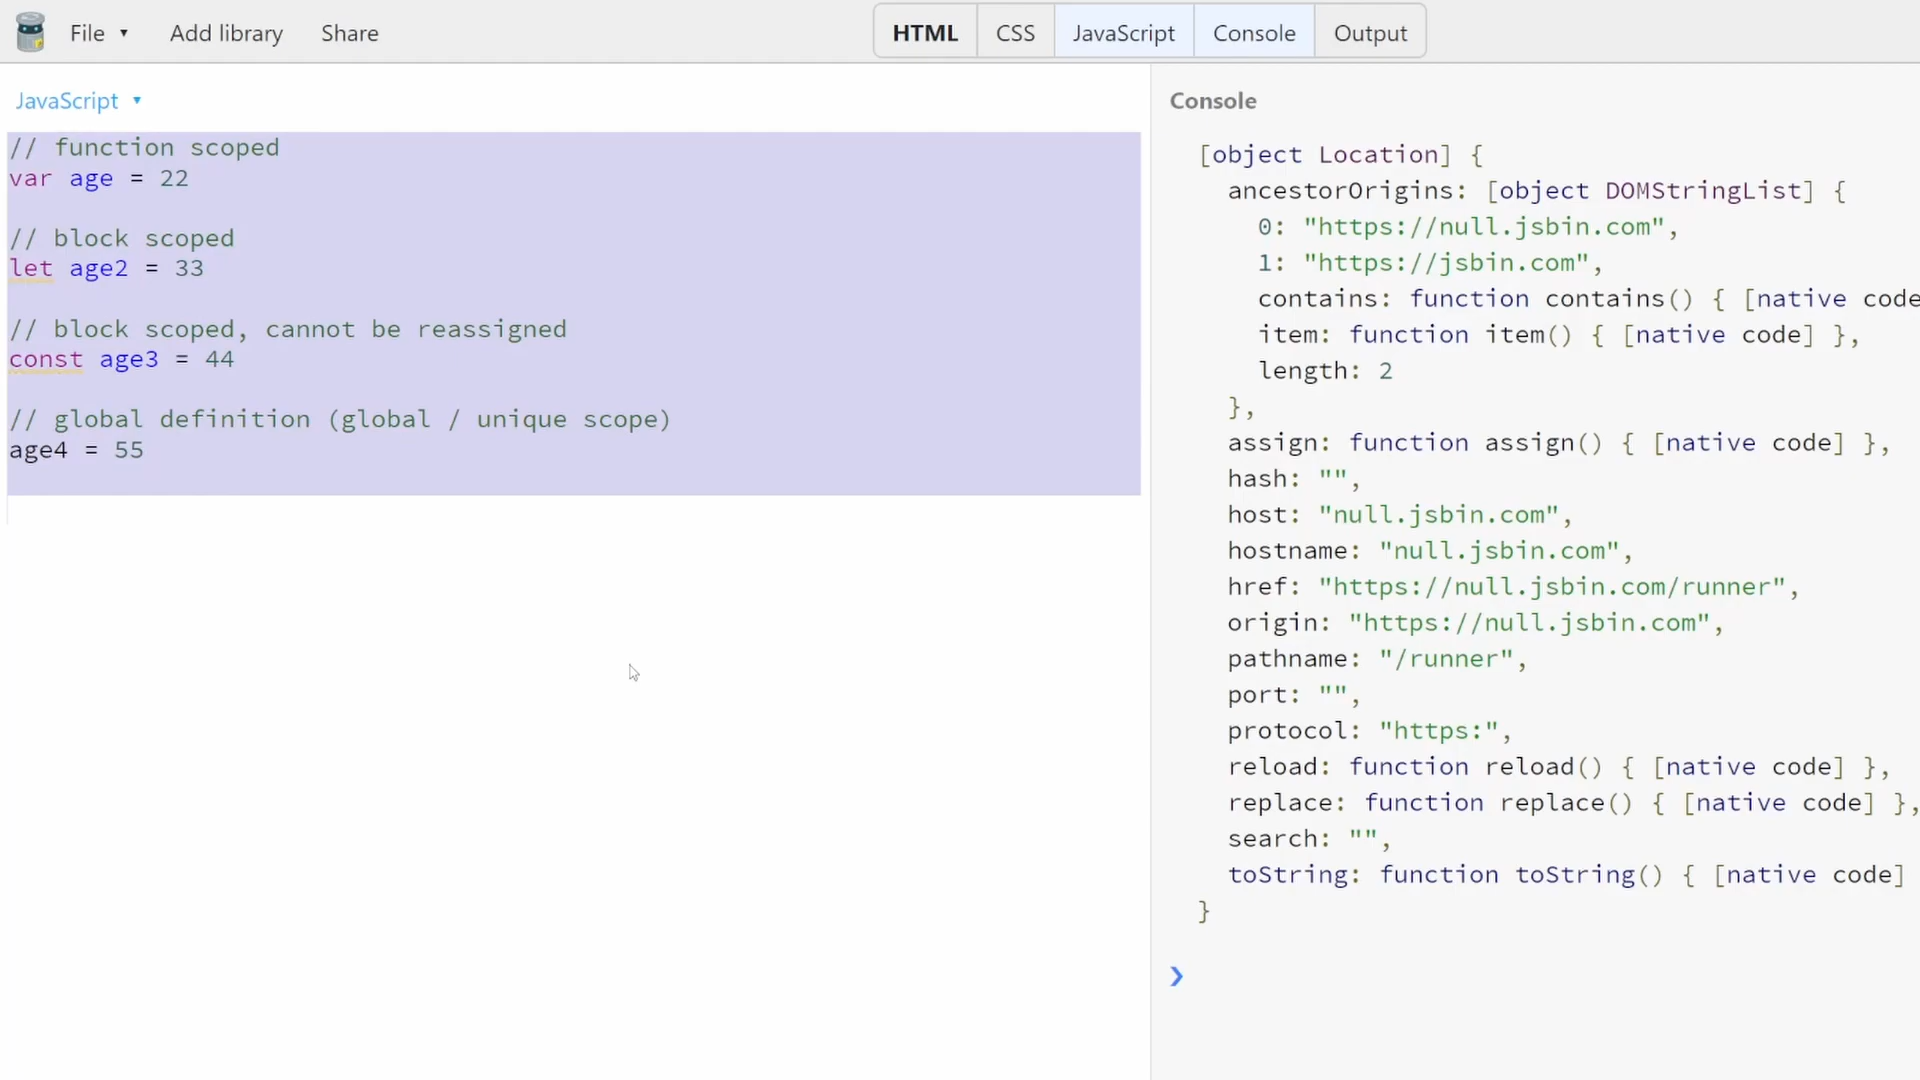 File ▼ Add library Share HTML CSS JavaScript Console Output
JavaScript ▼
// function scoped
var age = 22
// block scoped
let age2 = 33
// block scoped, cannot be reassigned
const age3 = 44
// global definition (global / unique scope)
age4 = 55
Console
[object Location] {
ancestorOrigins: [object DOMStringList] {
0: "https://null.jsbin.com",
1: "https://jsbin.com",
contains: function contains() { [native code
item: function item() { [native code] },
length: 2
},
assign: function assign() { [native code] },
hash: "",
host: "null.jsbin.com",
hostname: "null.jsbin.com",
href: "https://null.jsbin.com/runner",
origin: "https://null.jsbin.com",
pathname: "/runner",
port: "",
protocol: "https:",
reload: function reload() { [native code] },
replace: function replace() { [native code] },
search: "",
toString: function toString() { [native code]
}